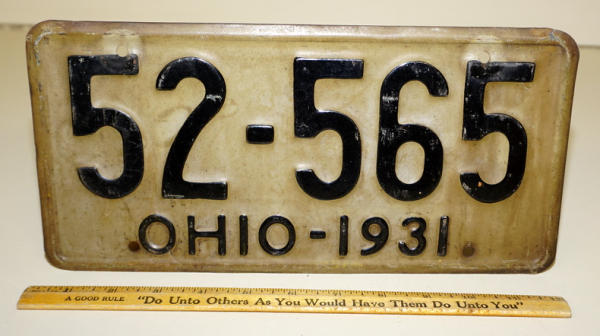 52-565
OHIO-1931
A GOOD RULE "Do Unto Others As You Would Have Them Do Unto You"